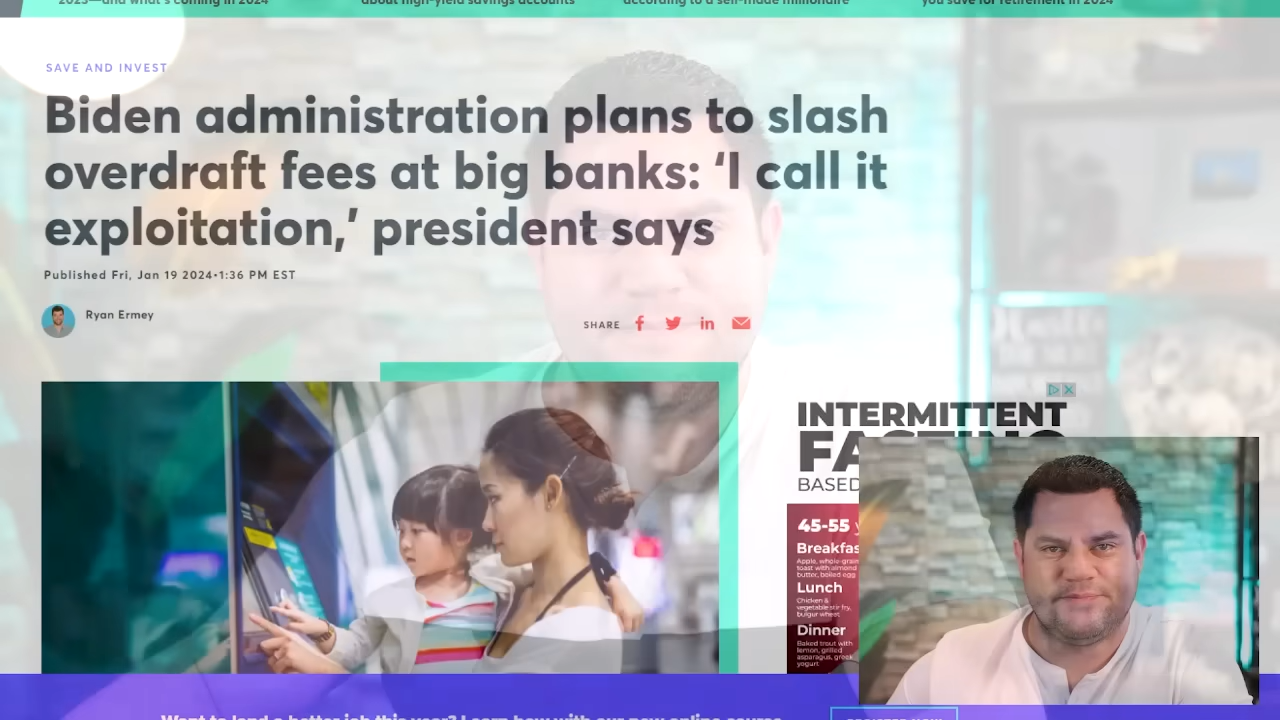 2023—and what's coming in 2024
about high-yield savings accounts
according to a self-made millionaire
you save for retirement in 2024
SAVE AND INVEST
Biden administration plans to slash
overdraft fees at big banks: ‘I call it
exploitation,’ president says
Published Fri, Jan 19 2024•1:36 PM EST
Ryan Ermey
SHARE
INTERMITTENT
FASTING
BASED
45-55
Breakfas
Apple, whole-grain
toast with almond
butter, boiled egg
Lunch
Chicken &
vegetable stir fry,
bulgur wheat
Dinner
Baked trout with
lemon, grilled
asparagus, greek
yogurt
Want to land a better job this year? Learn how with our new online course
REGISTER NOW